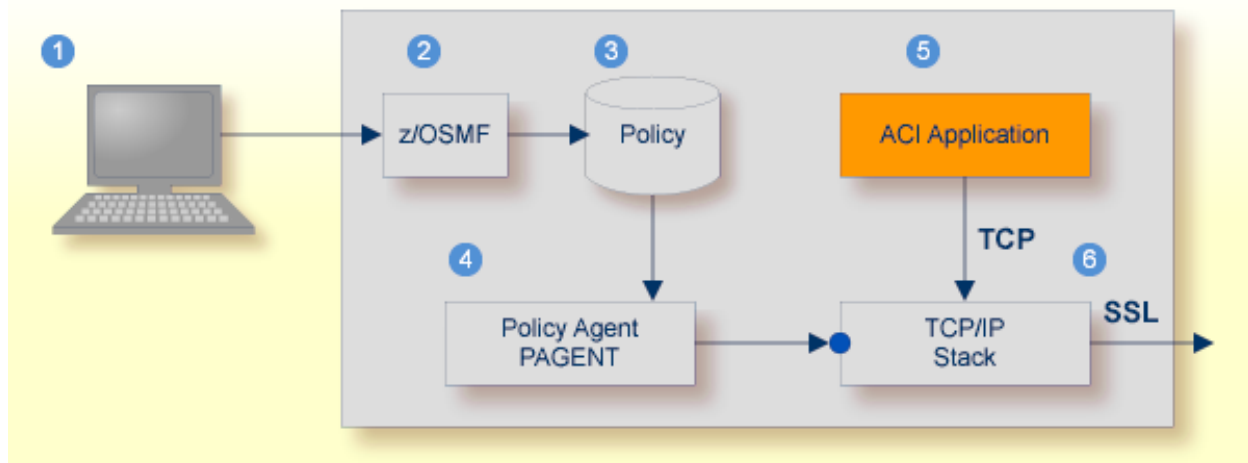 1
2
3
5
z/OSMF
Policy
ACI Application
TCP
4
6
Policy Agent
PAGENT
TCP/IP
Stack
SSL